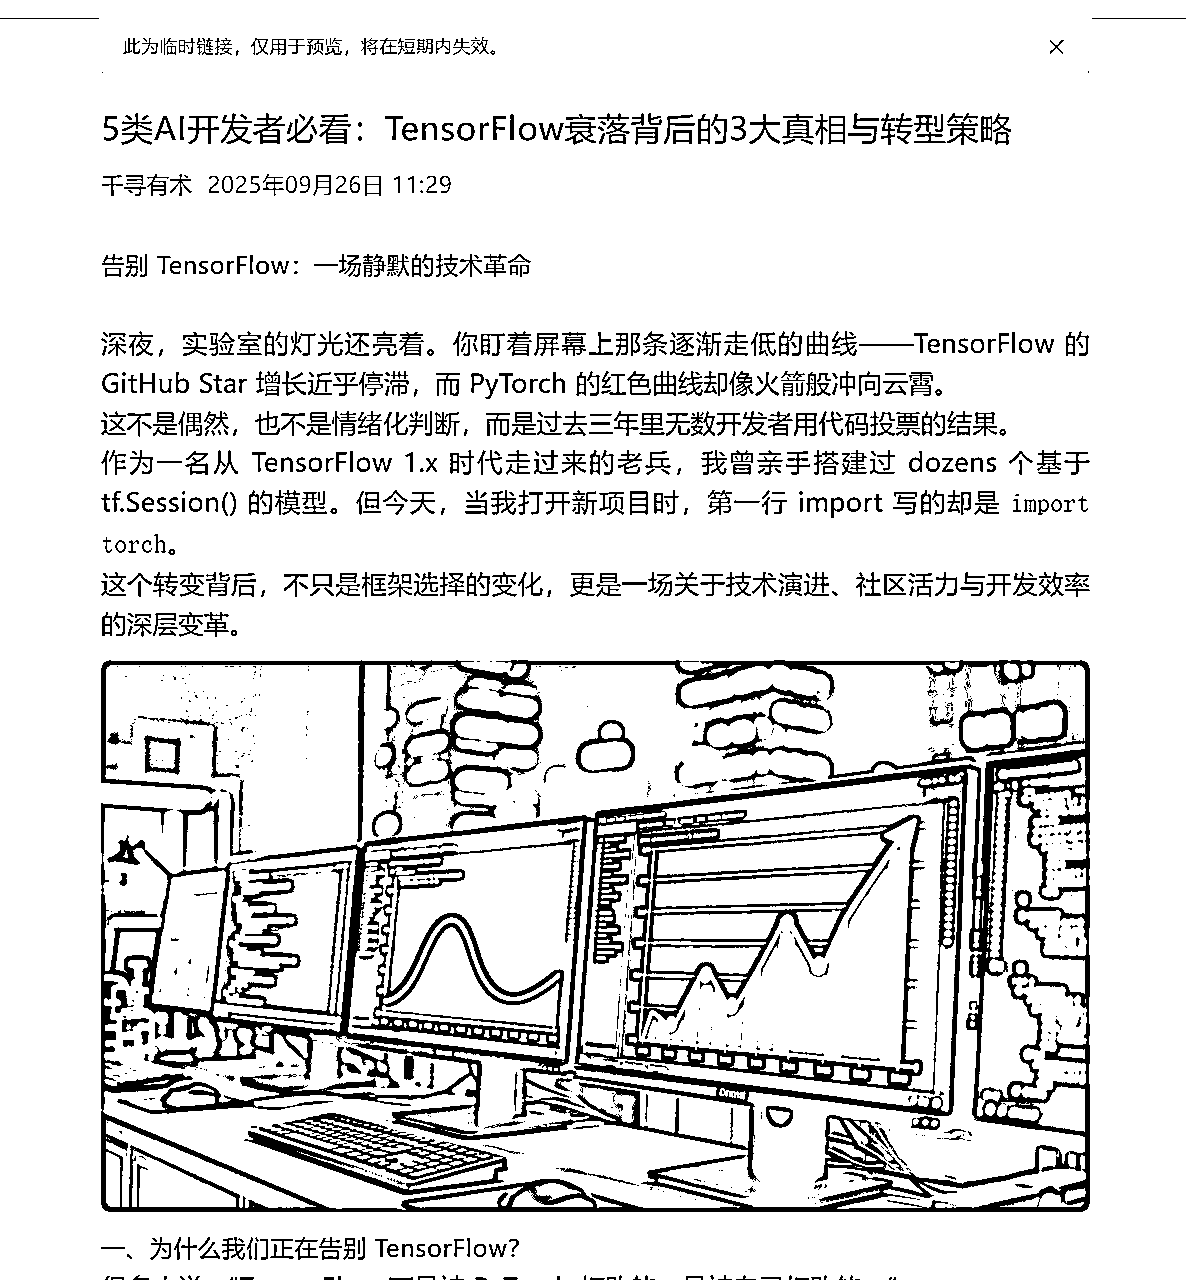 此为临时链接，仅用于预览，将在短期内失效。
5类AI开发者必看：TensorFlow衰落背后的3大真相与转型策略
千寻有术 2025年09月26日 11:29
告别 TensorFlow：一场静默的技术革命
深夜，实验室的灯光还亮着。你盯着屏幕上那条逐渐走低的曲线——TensorFlow 的
GitHub Star 增长近乎停滞，而 PyTorch 的红色曲线却像火箭般冲向云霄。
这不是偶然，也不是情绪化判断，而是过去三年里无数开发者用代码投票的结果。
作为一名从 TensorFlow 1.x 时代走过来的老兵，我曾亲手搭建过 dozens 个基于
tf.Session() 的模型。但今天，当我打开新项目时，第一行 import 写的却是 import
torch。
这个转变背后，不只是框架选择的变化，更是一场关于技术演进、社区活力与开发效率
的深层变革。
一、为什么我们正在告别 TensorFlow？